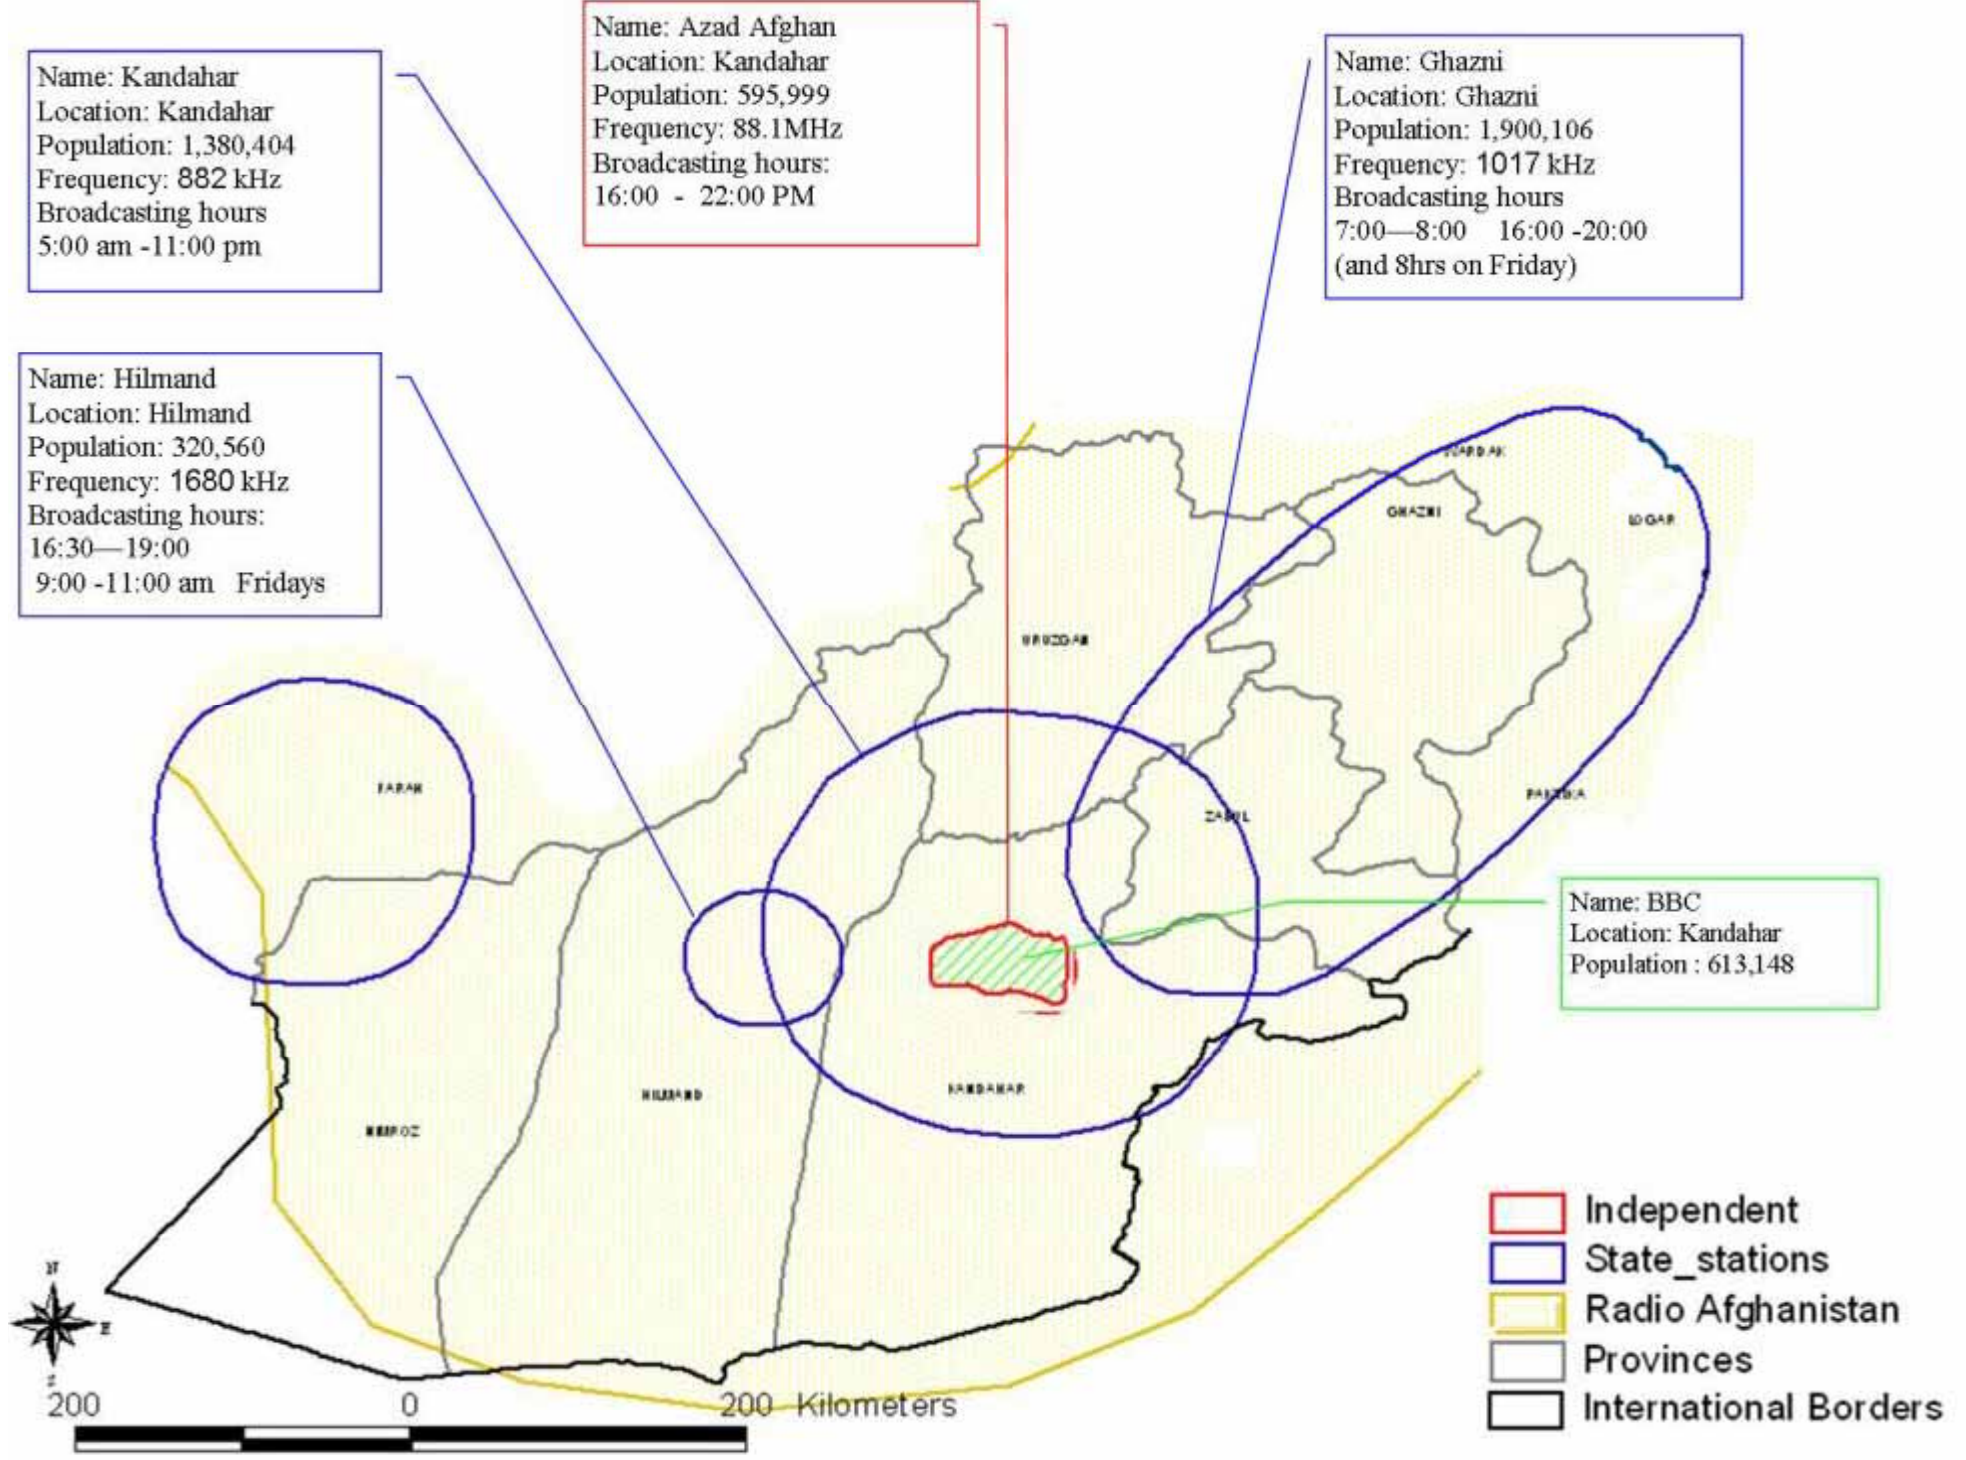 Name: Kandahar
Location: Kandahar
Population: 1,380,404
Frequency: 882 kHz
Broadcasting hours
5:00 am -11:00 pm
Name: Azad Afghan
Location: Kandahar
Population: 595,999
Frequency: 88.1MHz
Broadcasting hours:
16:00 - 22:00 PM
Name: Ghazni
Location: Ghazni
Population: 1,900,106
Frequency: 1017 kHz
Broadcasting hours
7:00—8:00 16:00 -20:00
(and 8hrs on Friday)
Name: Hilmand
Location: Hilmand
Population: 320,560
Frequency: 1680 kHz
Broadcasting hours:
16:30—19:00
9:00 -11:00 am Fridays
WARDAK
GHAZNI
LOGAR
URUZGAN
FARAH
ZABUL
PAKTIKA
Name: BBC
Location: Kandahar
Population : 613,148
HILMAND
KANDAHAR
NIMROZ
Independent
State_stations
Radio Afghanistan
Provinces
International Borders
N
E
S
200 0 200 Kilometers